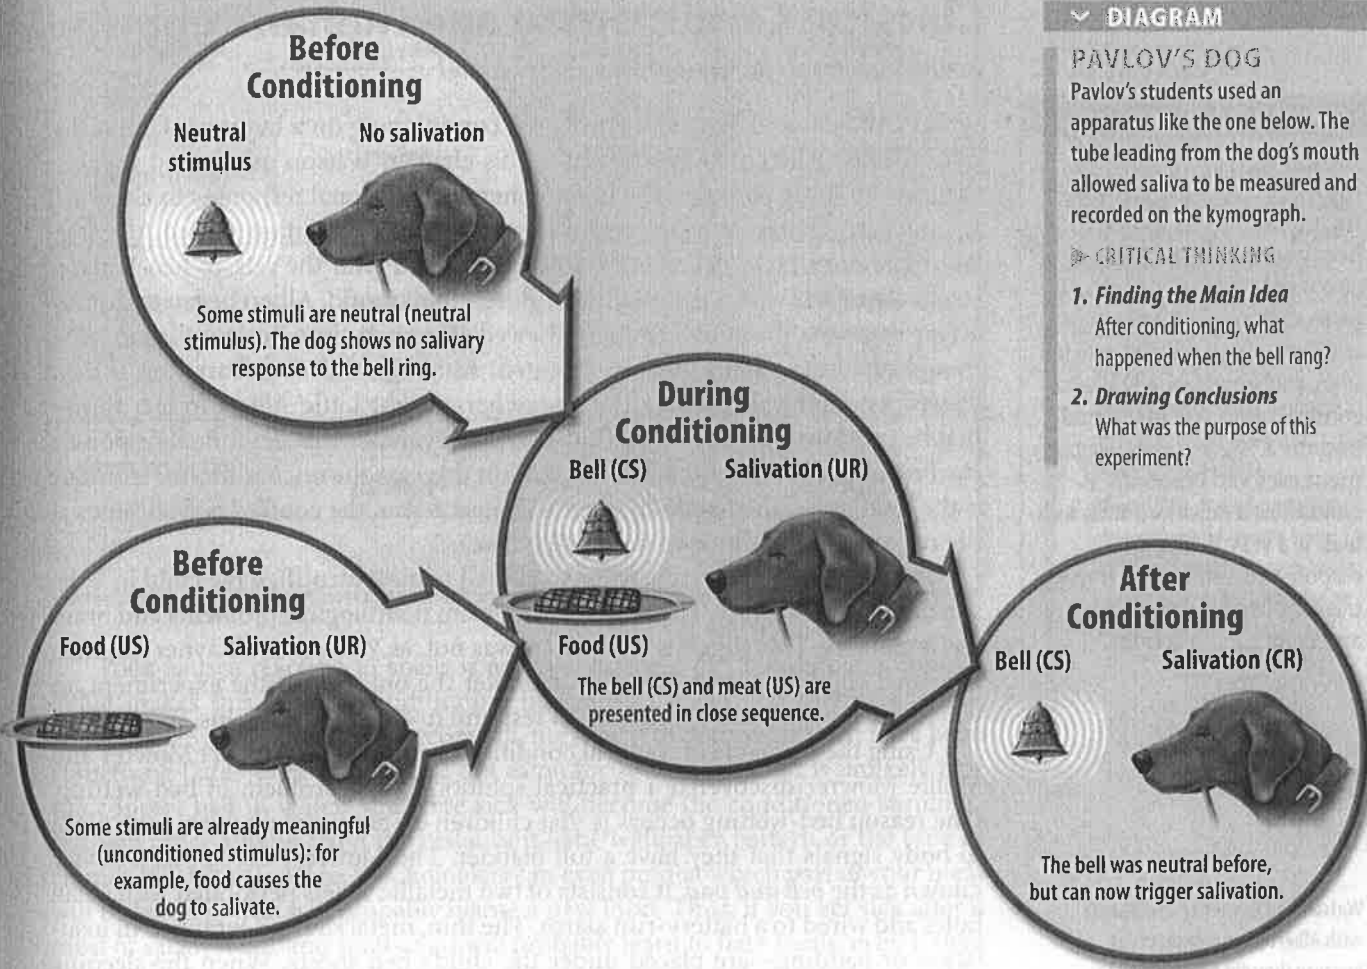 Before
Conditioning
Neutral
stimulus
No salivation
Some stimuli are neutral (neutral
stimulus). The dog shows no salivary
response to the bell ring.
Before
Conditioning
Food (US)
Salivation (UR)
Some stimuli are already meaningful
(unconditioned stimulus): for
example, food causes the
dog to salivate.
During
Conditioning
Bell (CS)
Salivation (UR)
Food (US)
The bell (CS) and meat (US) are
presented in close sequence.
After
Conditioning
Bell (CS)
Salivation (CR)
The bell was neutral before,
but can now trigger salivation.
DIAGRAM
PAVLOV'S DOG
Pavlov's students used an
apparatus like the one below. The
tube leading from the dog's mouth
allowed saliva to be measured and
recorded on the kymograph.
CRITICAL THINKING
1. Finding the Main Idea
After conditioning, what
happened when the bell rang?
2. Drawing Conclusions
What was the purpose of this
experiment?